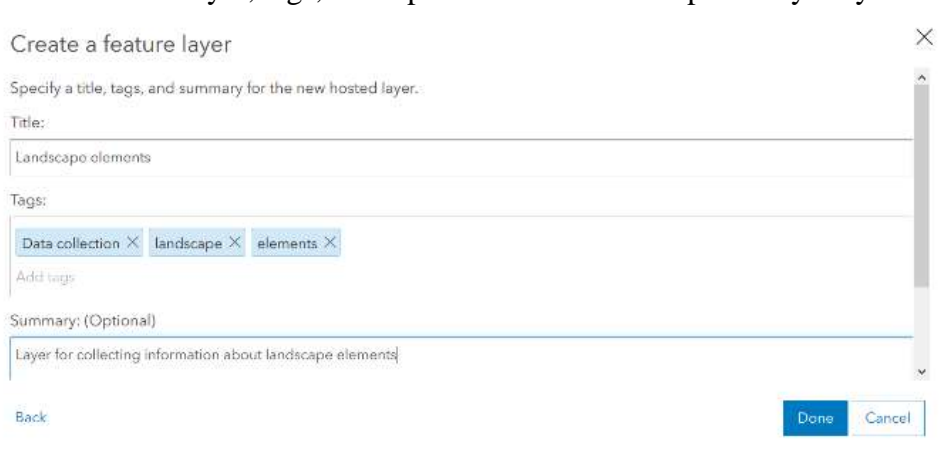 Create a feature layer
Specify a title, tags, and summary for the new hosted layer.
Title:
Landscape elements
Tags:
Data collection landscape elements
Add tags
Summary: (Optional)
Layer for collecting information about landscape elements
Back Done Cancel